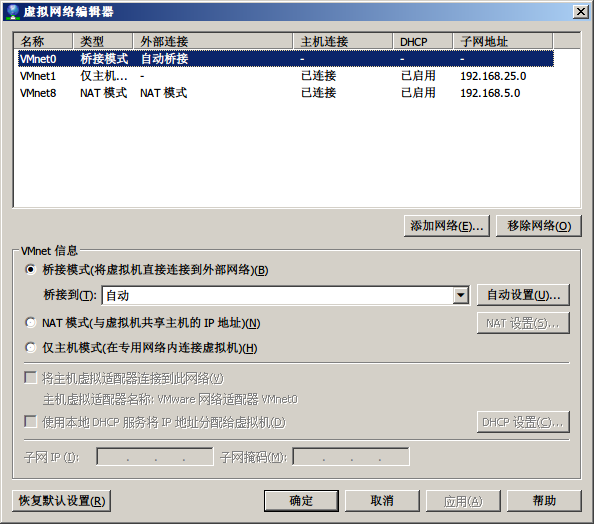 虚拟网络编辑器
名称 类型 外部连接 主机连接 DHCP 子网地址
VMnet0 桥接模式 自动桥接 - - -
VMnet1 仅主机... - 已连接 已启用 192.168.25.0
VMnet8 NAT 模式 NAT 模式 已连接 已启用 192.168.5.0
添加网络(E)... 移除网络(O)
VMnet 信息
桥接模式(将虚拟机直接连接到外部网络)(B)
桥接到(T): 自动 自动设置(U)...
NAT 模式(与虚拟机共享主机的 IP 地址)(N) NAT 设置(S)...
仅主机模式(在专用网络内连接虚拟机)(H)
将主机虚拟适配器连接到此网络(V)
主机虚拟适配器名称: VMware 网络适配器 VMnet0
使用本地 DHCP 服务将 IP 地址分配给虚拟机(D) DHCP 设置(C)...
子网 IP (I): . . . 子网掩码(M): . . .
恢复默认设置(R) 确定 取消 应用(A) 帮助